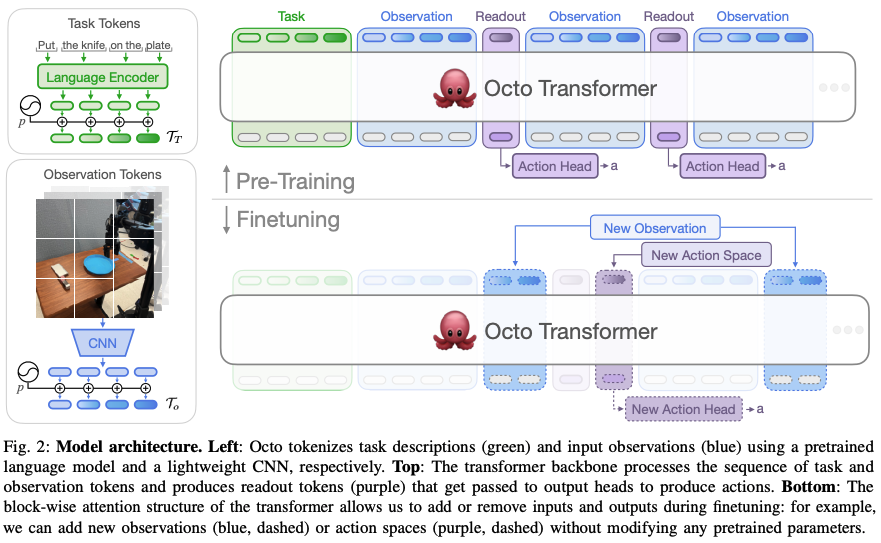 Task Tokens
Put the knife on the plate
Language Encoder
p
𝒯T
Observation Tokens
CNN
p
𝒯o
Task
Observation
Readout
Observation
Readout
Observation
Octo Transformer
Action Head
a
Action Head
a
Pre-Training
Finetuning
New Observation
New Action Space
Octo Transformer
New Action Head
a
Fig. 2: Model architecture. Left: Octo tokenizes task descriptions (green) and input observations (blue) using a pretrained
language model and a lightweight CNN, respectively. Top: The transformer backbone processes the sequence of task and
observation tokens and produces readout tokens (purple) that get passed to output heads to produce actions. Bottom: The
block-wise attention structure of the transformer allows us to add or remove inputs and outputs during finetuning: for example,
we can add new observations (blue, dashed) or action spaces (purple, dashed) without modifying any pretrained parameters.